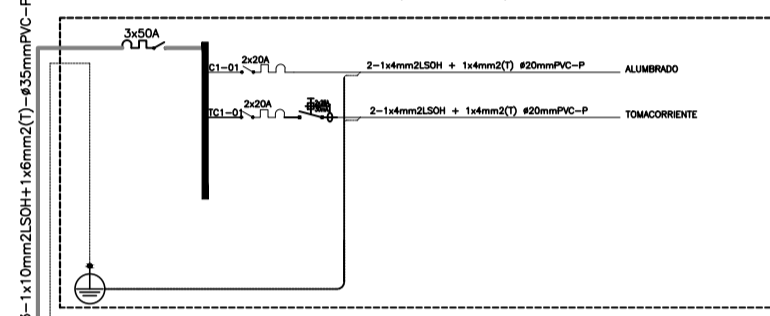 3x50A
C1-01
2x20A
2-1x4mm2LSOH + 1x4mm2(T) ø20mmPVC-P
ALUMBRADO
TC1-01
2x20A
2-1x4mm2LSOH + 1x4mm2(T) ø20mmPVC-P
TOMACORRIENTE
-1x10mm2LSOH+1x6mm2(T)-ø35mmPVC-P